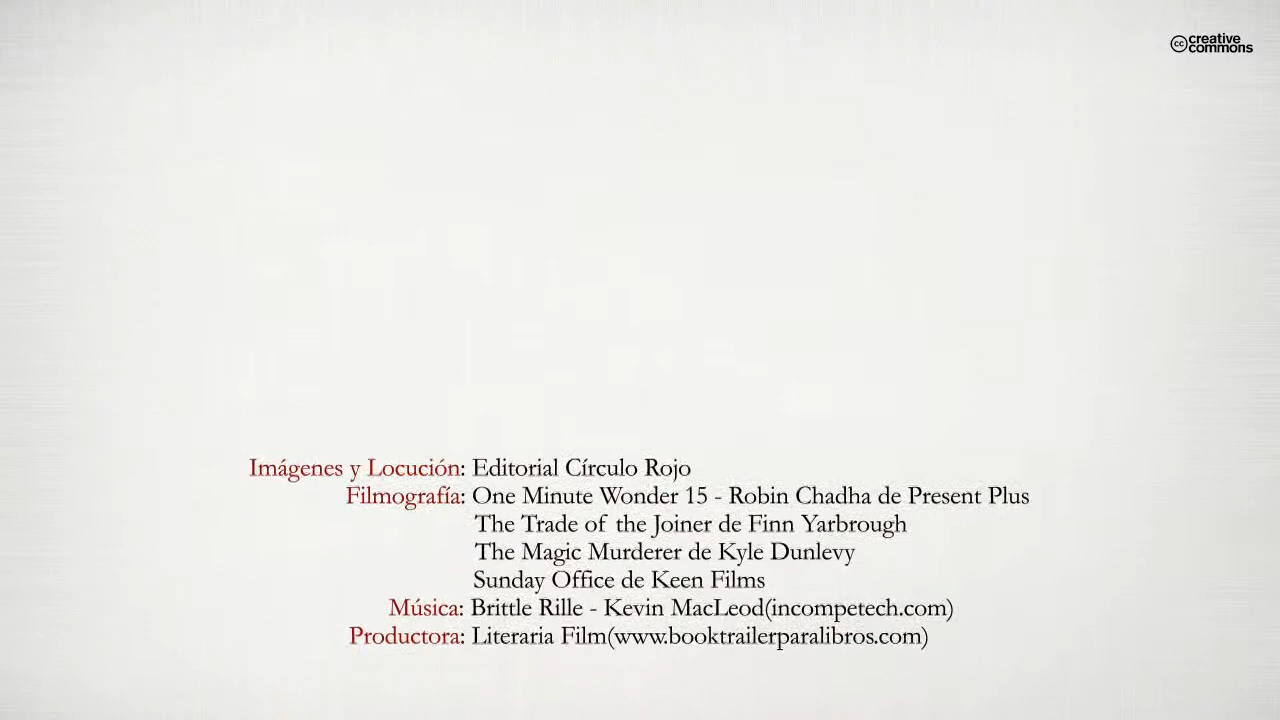 creative
commons
Imágenes y Locución: Editorial Círculo Rojo
Filmografía: One Minute Wonder 15 - Robin Chadha de Present Plus
The Trade of the Joiner de Finn Yarbrough
The Magic Murderer de Kyle Dunlevy
Sunday Office de Keen Films
Música: Brittle Rille - Kevin MacLeod(incompetech.com)
Productora: Literaria Film(www.booktrailerparalibros.com)